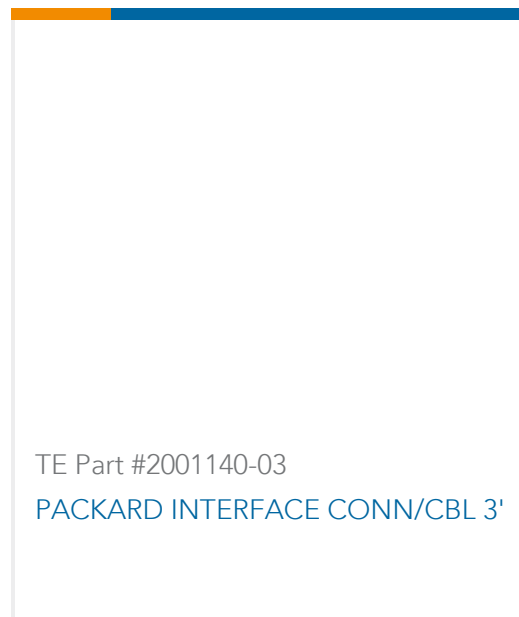 TE Part #2001140-03
PACKARD INTERFACE CONN/CBL 3'